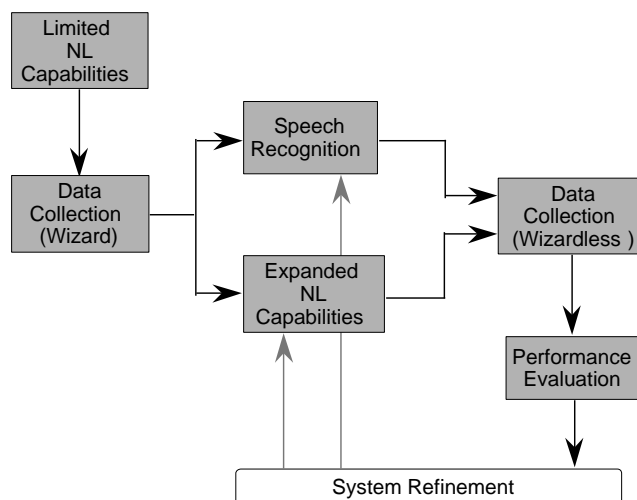 Limited
NL
Capabilities
Speech
Recognition
Data
Collection
(Wizard)
Data
Collection
(Wizardless )
Expanded
NL
Capabilities
Performance
Evaluation
System Refinement